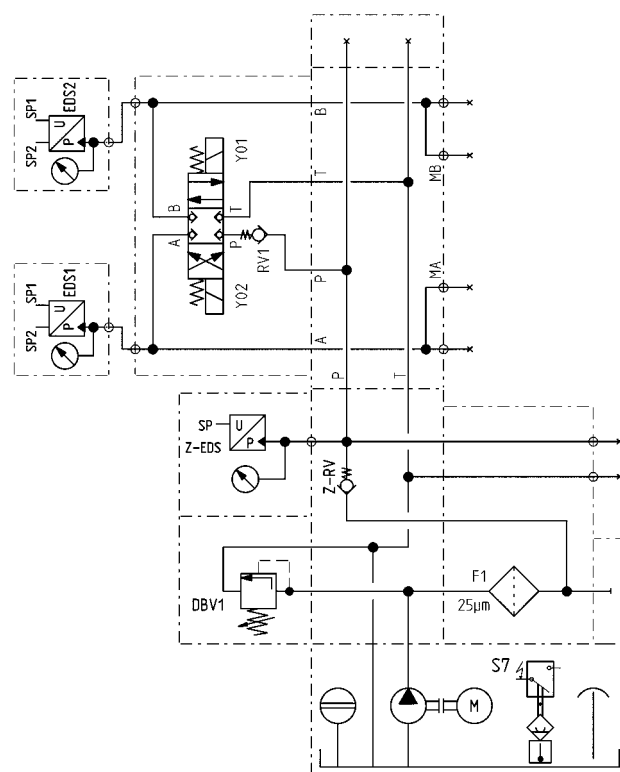 SP1
EDS2
SP2
U
P
Y01
B
T
B
A
T
P
RV1
Y02
P
A
MB
MA
SP1
EDS1
SP2
U
P
P
T
SP
Z-EDS
U
P
Z-RV
DBV1
F1
25µm
S7
M